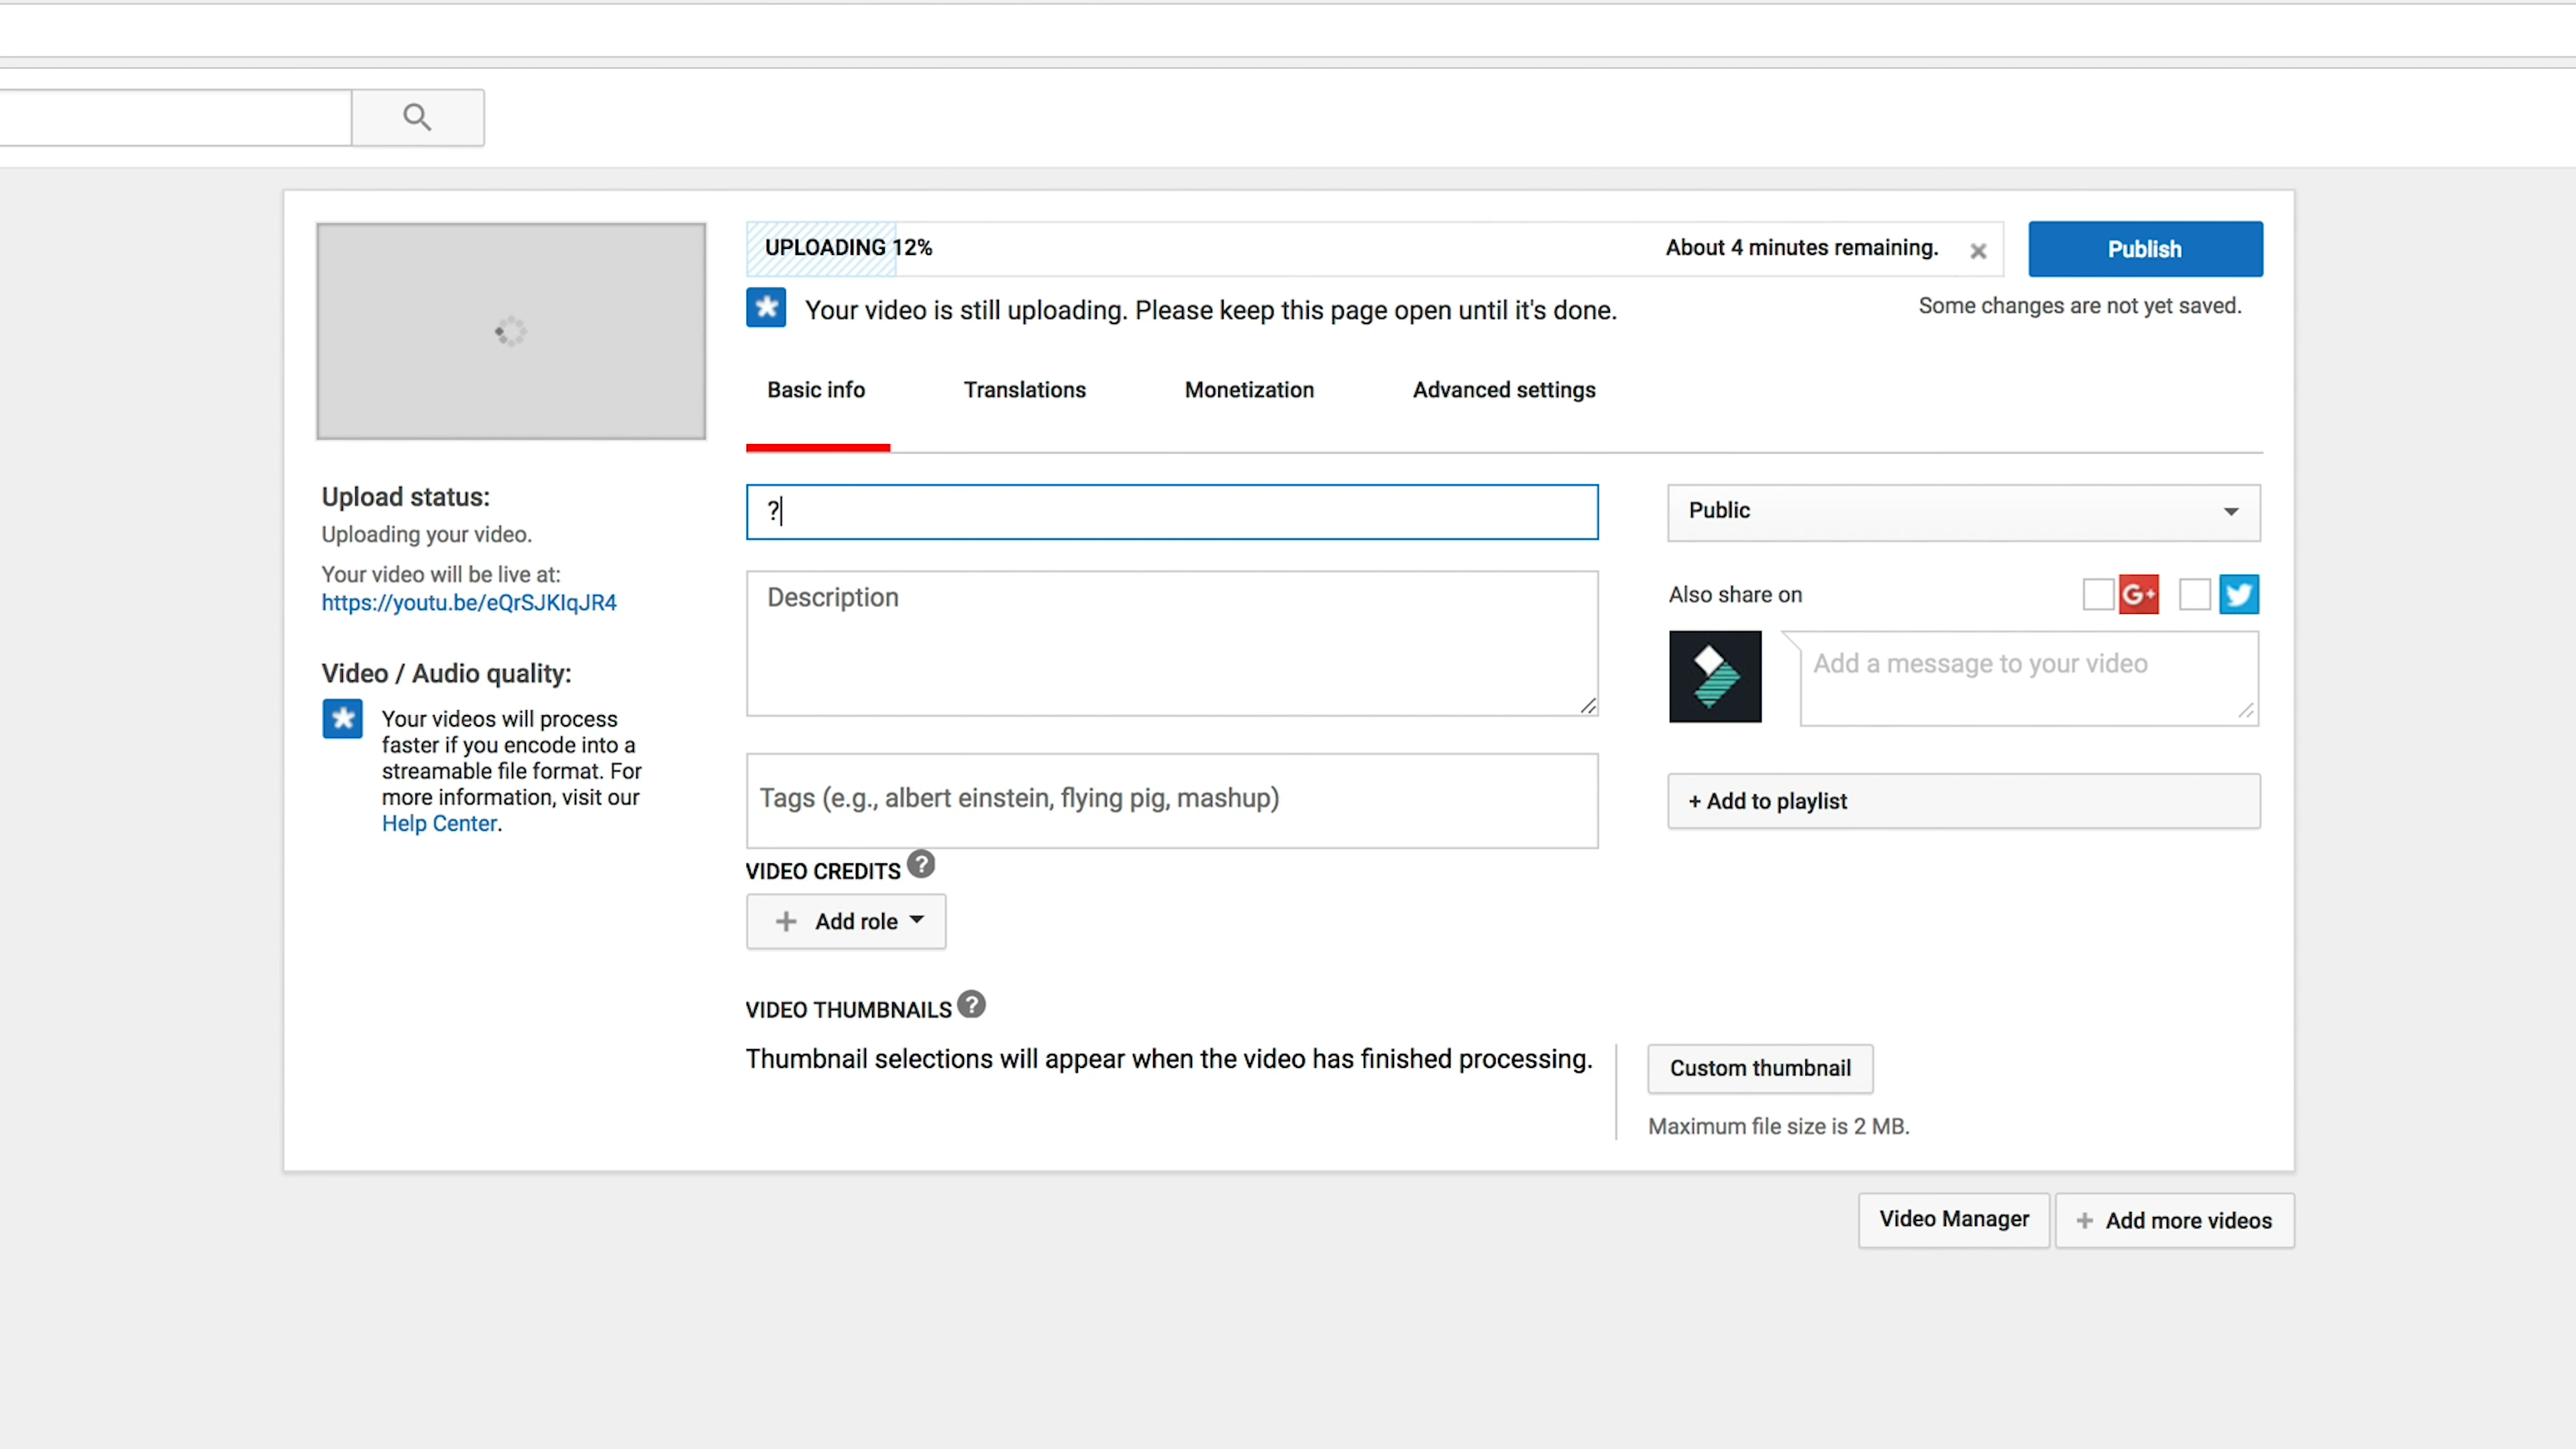 UPLOADING 12%
About 4 minutes remaining.
Publish
Your video is still uploading. Please keep this page open until it's done.
Some changes are not yet saved.
Basic info
Translations
Monetization
Advanced settings
Upload status:
Uploading your video.
Your video will be live at:
https://youtu.be/eQrSJKIqJR4
Video / Audio quality:
Your videos will process
faster if you encode into a
streamable file format. For
more information, visit our
Help Center.
?
Description
Tags (e.g., albert einstein, flying pig, mashup)
VIDEO CREDITS ?
+ Add role
VIDEO THUMBNAILS ?
Thumbnail selections will appear when the video has finished processing.
Public
Also share on
G+
Add a message to your video
+ Add to playlist
Custom thumbnail
Maximum file size is 2 MB.
Video Manager
+ Add more videos